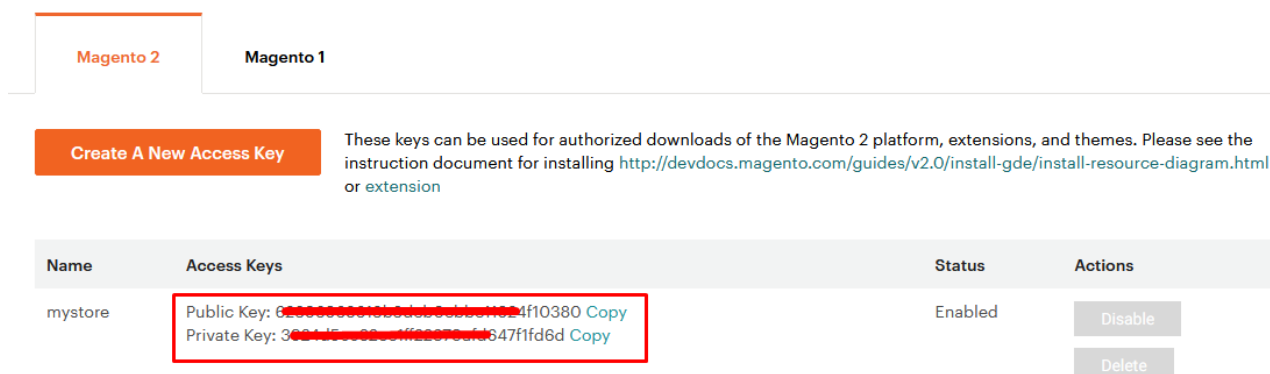 Magento 2
Magento 1
Create A New Access Key
These keys can be used for authorized downloads of the Magento 2 platform, extensions, and themes. Please see the
instruction document for installing http://devdocs.magento.com/guides/v2.0/install-gde/install-resource-diagram.html
or extension
Name Access Keys Status Actions
mystore Public Key: Copy Enabled Disable
Private Key: Copy
Delete